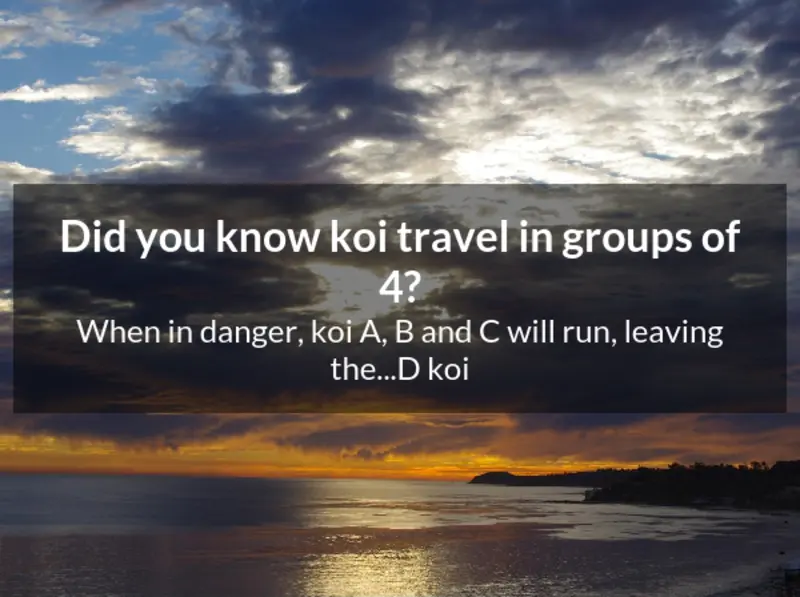 Did you know koi travel in groups of
4?
When in danger, koi A, B and C will run, leaving
the...D koi